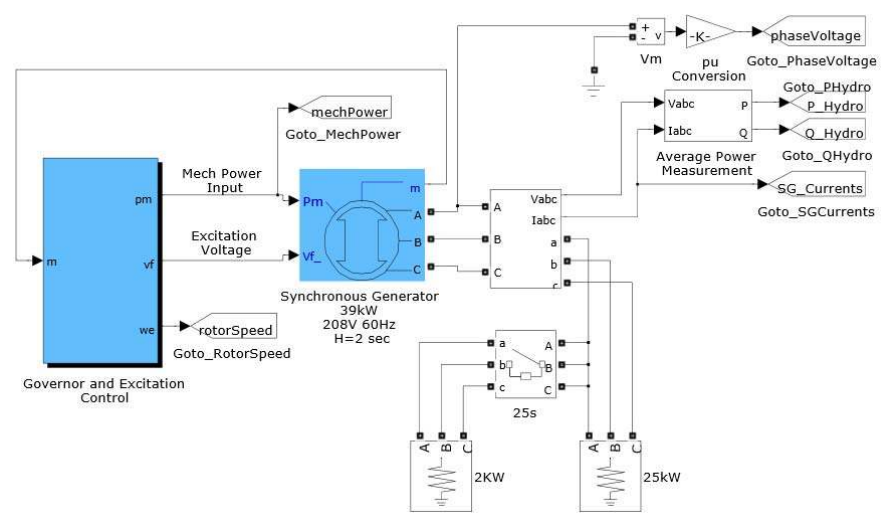 +
-
v
Vm
-K-
pu
Conversion
phaseVoltage
Goto_PhaseVoltage
mechPower
Goto_MechPower
Vabc
Iabc
P
Q
Average Power
Measurement
Goto_PHydro
P_Hydro
Q_Hydro
Goto_QHydro
SG_Currents
Goto_SGCurrents
m
pm
vf
we
Governor and Excitation
Control
Mech Power
Input
Excitation
Voltage
rotorSpeed
Goto_RotorSpeed
Pm
Vf_
m
A
B
C
Synchronous Generator
39kW
208V 60Hz
H=2 sec
A
B
C
Vabc
Iabc
a
b
c
a
b
c
A
B
C
25s
A
B
C
2KW
A
B
C
25kW